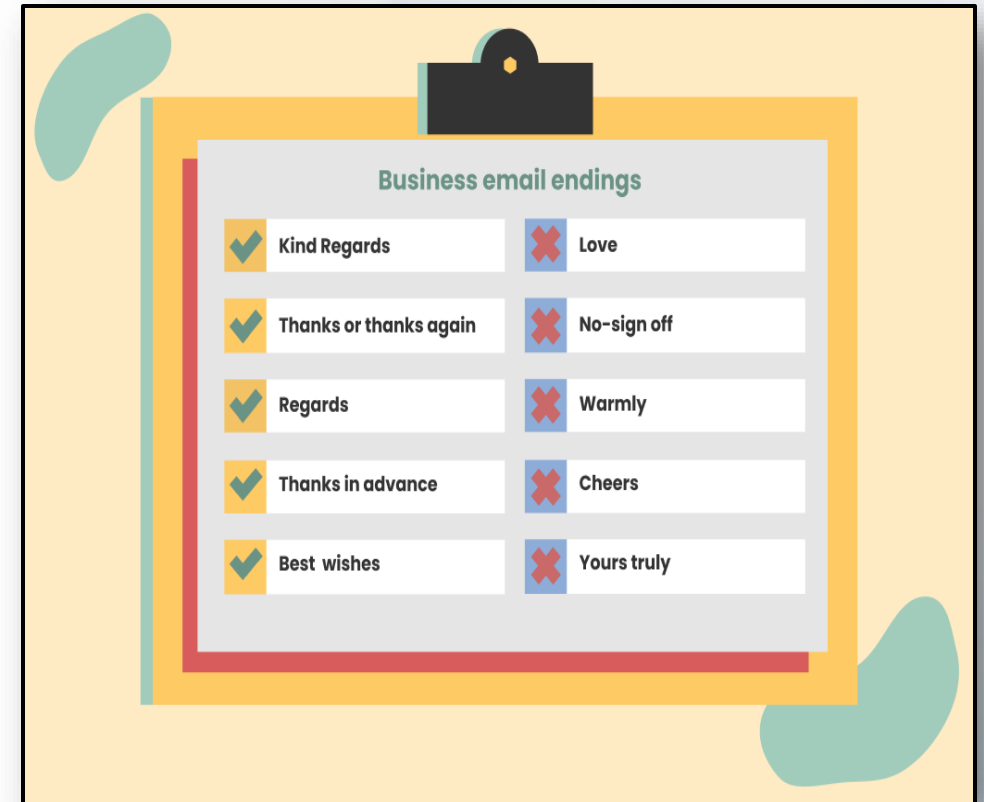 Business email endings
Kind Regards
Love
Thanks or thanks again
No-sign off
Regards
Warmly
Thanks in advance
Cheers
Best wishes
Yours truly